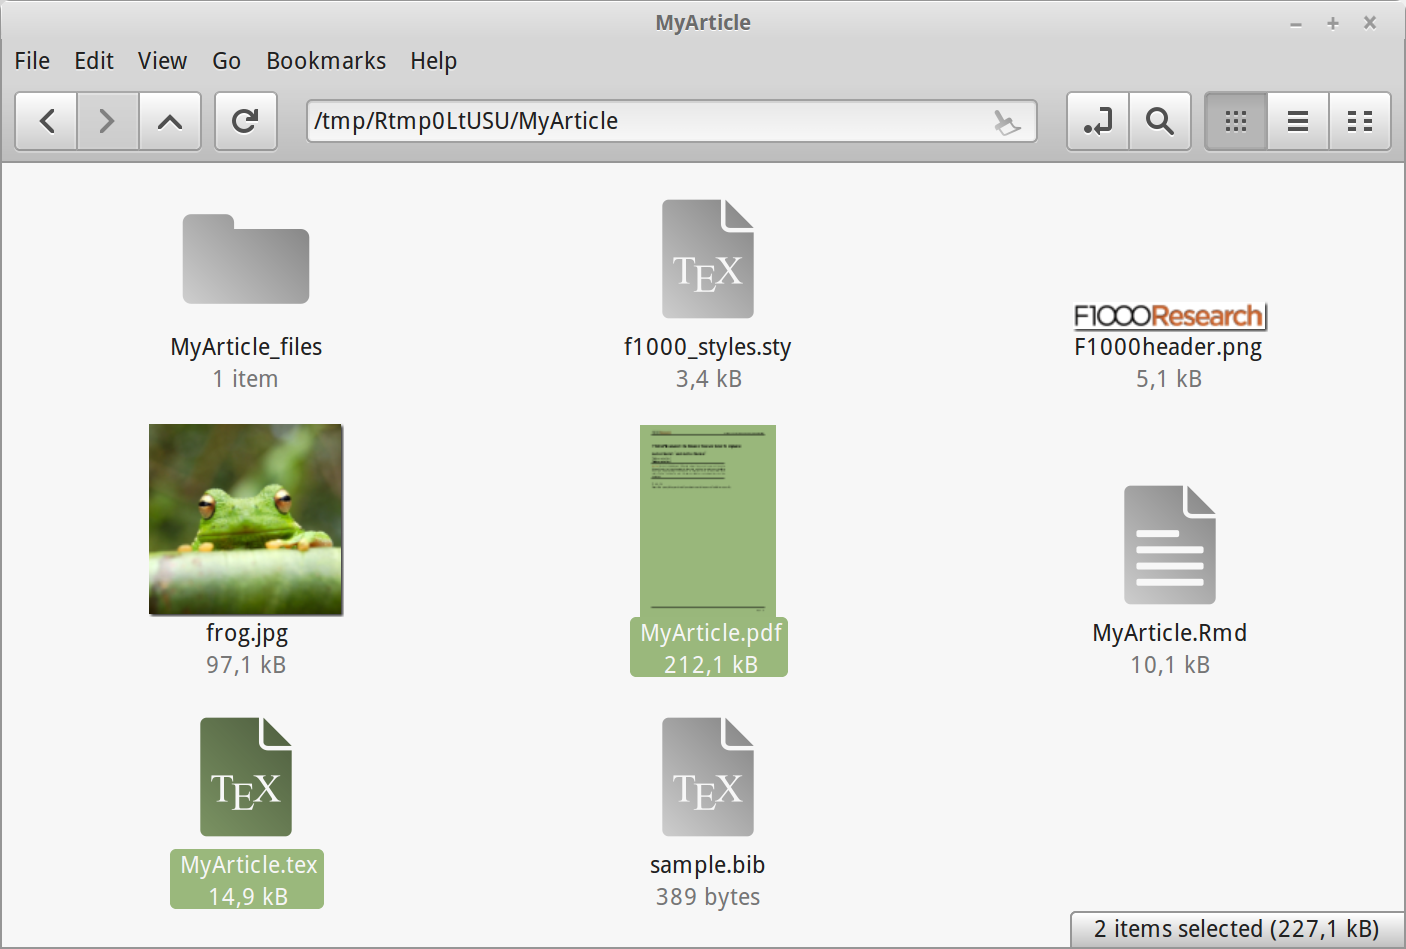 MyArticle
File Edit View Go Bookmarks Help
/tmp/Rtmp0LtUSU/MyArticle
TEX
F1000Research
MyArticle_files
f1000_styles.sty
F1000header.png
1 item
3,4 kB
5,1 kB
frog.jpg
MyArticle.pdf
MyArticle.Rmd
97,1 kB
212,1 kB
10,1 kB
TEX
TEX
MyArticle.tex
sample.bib
14,9 kB
389 bytes
2 items selected (227,1 kB)